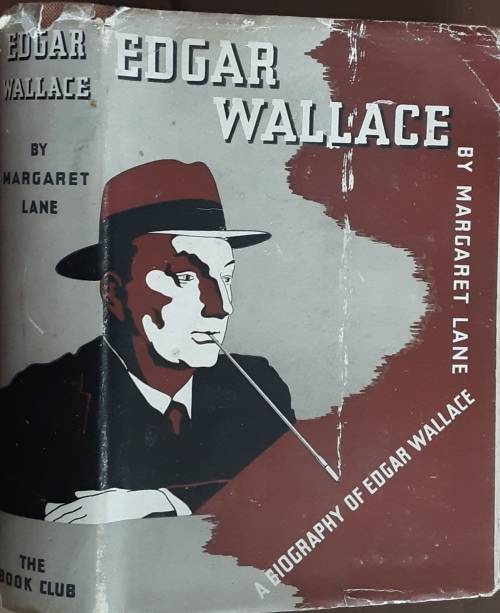 EDGAR
WALLACE
BY
MARGARET
LANE
THE
BOOK CLUB
EDGAR
WALLACE
BY MARGARET LANE
A BIOGRAPHY OF EDGAR WALLACE